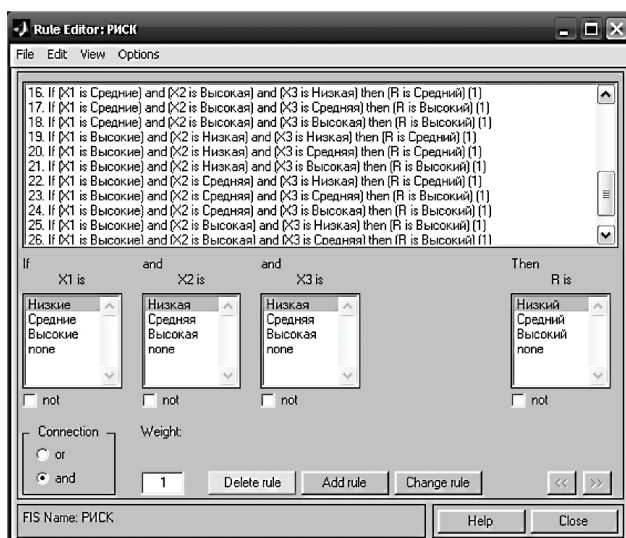 Rule Editor: РИСК
File Edit View Options
16. If (X1 is Средние) and (X2 is Высокая) and (X3 is Низкая) then (R is Средний) (1)
17. If (X1 is Средние) and (X2 is Высокая) and (X3 is Средняя) then (R is Высокий) (1)
18. If (X1 is Средние) and (X2 is Высокая) and (X3 is Высокая) then (R is Высокий) (1)
19. If (X1 is Высокие) and (X2 is Низкая) and (X3 is Низкая) then (R is Средний) (1)
20. If (X1 is Высокие) and (X2 is Низкая) and (X3 is Средняя) then (R is Средний) (1)
21. If (X1 is Высокие) and (X2 is Низкая) and (X3 is Высокая) then (R is Высокий) (1)
22. If (X1 is Высокие) and (X2 is Средняя) and (X3 is Низкая) then (R is Средний) (1)
23. If (X1 is Высокие) and (X2 is Средняя) and (X3 is Средняя) then (R is Высокий) (1)
24. If (X1 is Высокие) and (X2 is Средняя) and (X3 is Высокая) then (R is Высокий) (1)
25. If (X1 is Высокие) and (X2 is Высокая) and (X3 is Низкая) then (R is Высокий) (1)
26. If (X1 is Высокие) and (X2 is Высокая) and (X3 is Средняя) then (R is Высокий) (1)
If and and Then
X1 is X2 is X3 is R is
Низкие Низкая Низкая Низкий
Средние Средняя Средняя Средний
Высокие Высокая Высокая Высокий
none none none none
not not not not
Connection Weight:
or
and 1 Delete rule Add rule Change rule << >>
FIS Name: РИСК Help Close